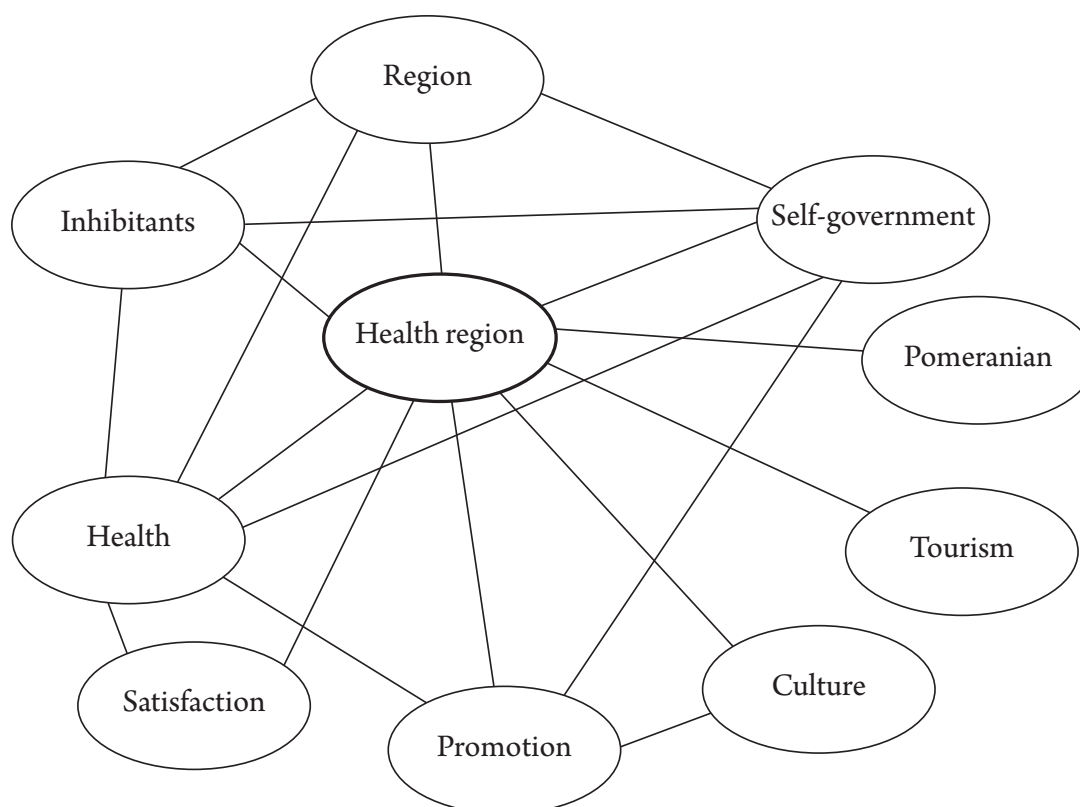 Region
Inhibitants
Self-government
Health region
Pomeranian
Health
Tourism
Satisfaction
Culture
Promotion